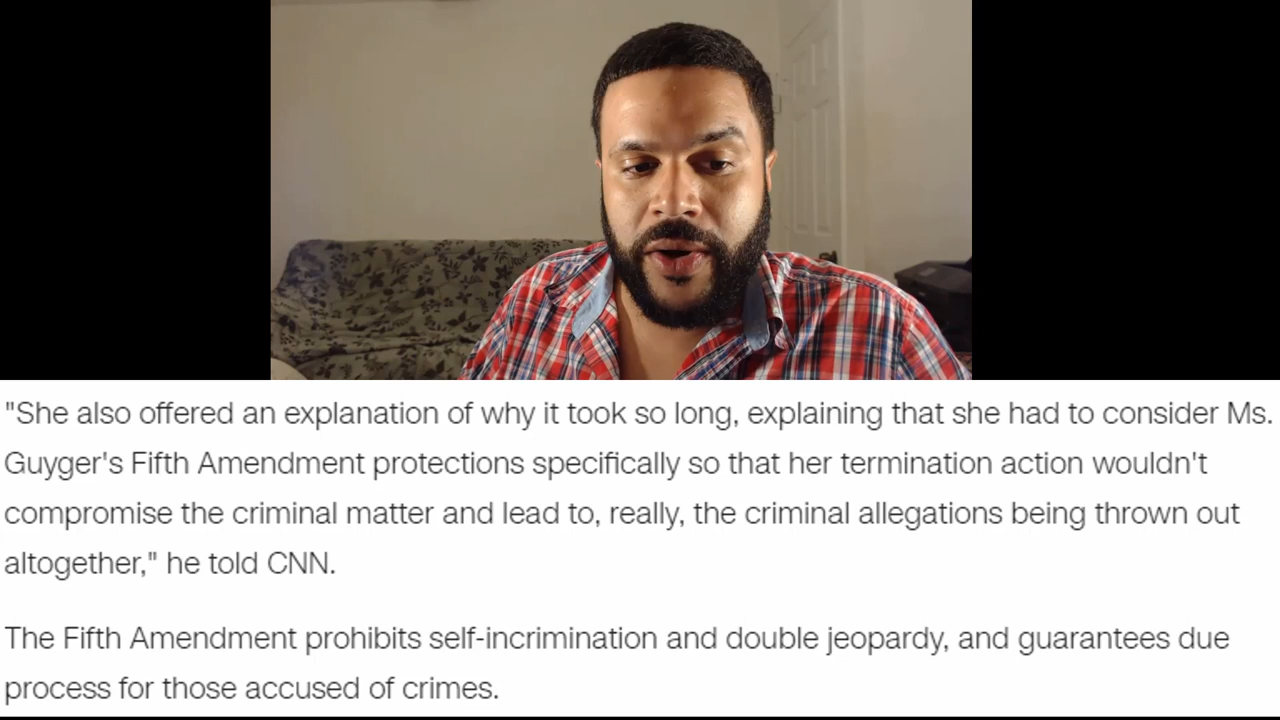 "She also offered an explanation of why it took so long, explaining that she had to consider Ms.
Guyger's Fifth Amendment protections specifically so that her termination action wouldn't
compromise the criminal matter and lead to, really, the criminal allegations being thrown out
altogether," he told CNN.
The Fifth Amendment prohibits self-incrimination and double jeopardy, and guarantees due
process for those accused of crimes.